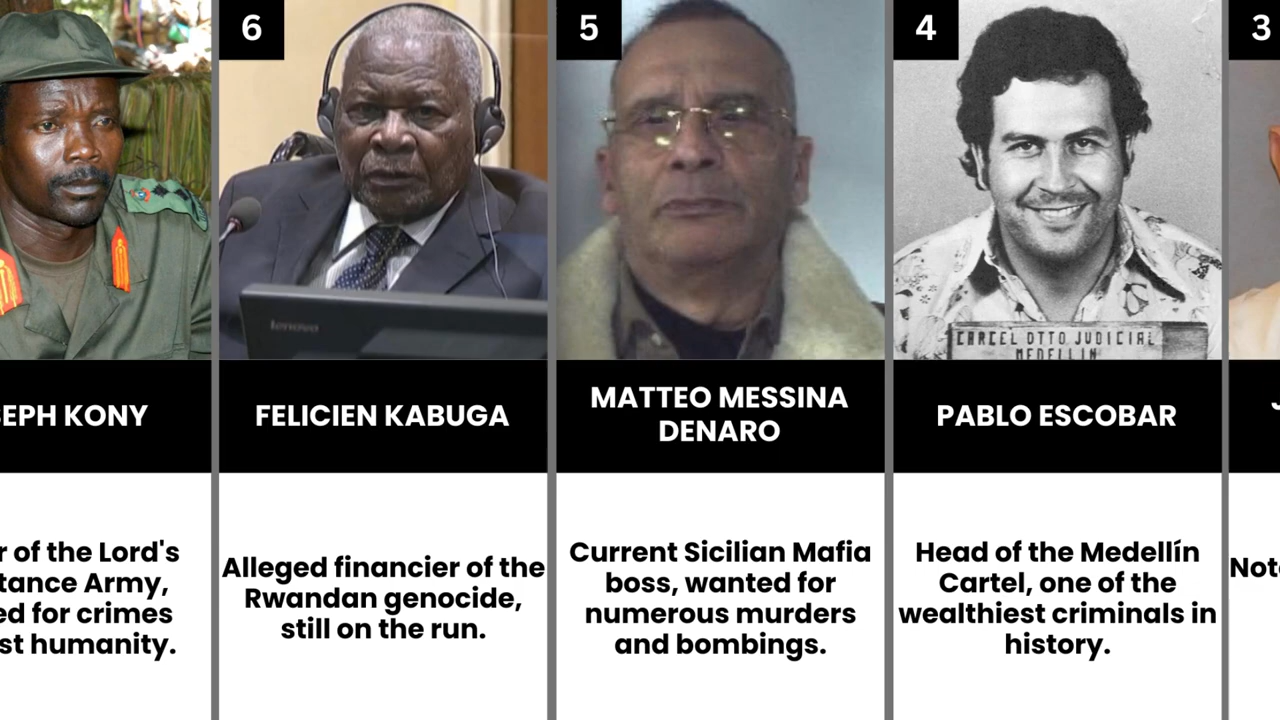 6
5
4
3
lenovo
CARCEL DTTO JUDICIAL
MEDELLIN
EPH KONY
FELICIEN KABUGA
MATTEO MESSINA
DENARO
PABLO ESCOBAR
J
r of the Lord's
tance Army,
ed for crimes
st humanity.
Alleged financier of the
Rwandan genocide,
still on the run.
Current Sicilian Mafia
boss, wanted for
numerous murders
and bombings.
Head of the Medellín
Cartel, one of the
wealthiest criminals in
history.
Not